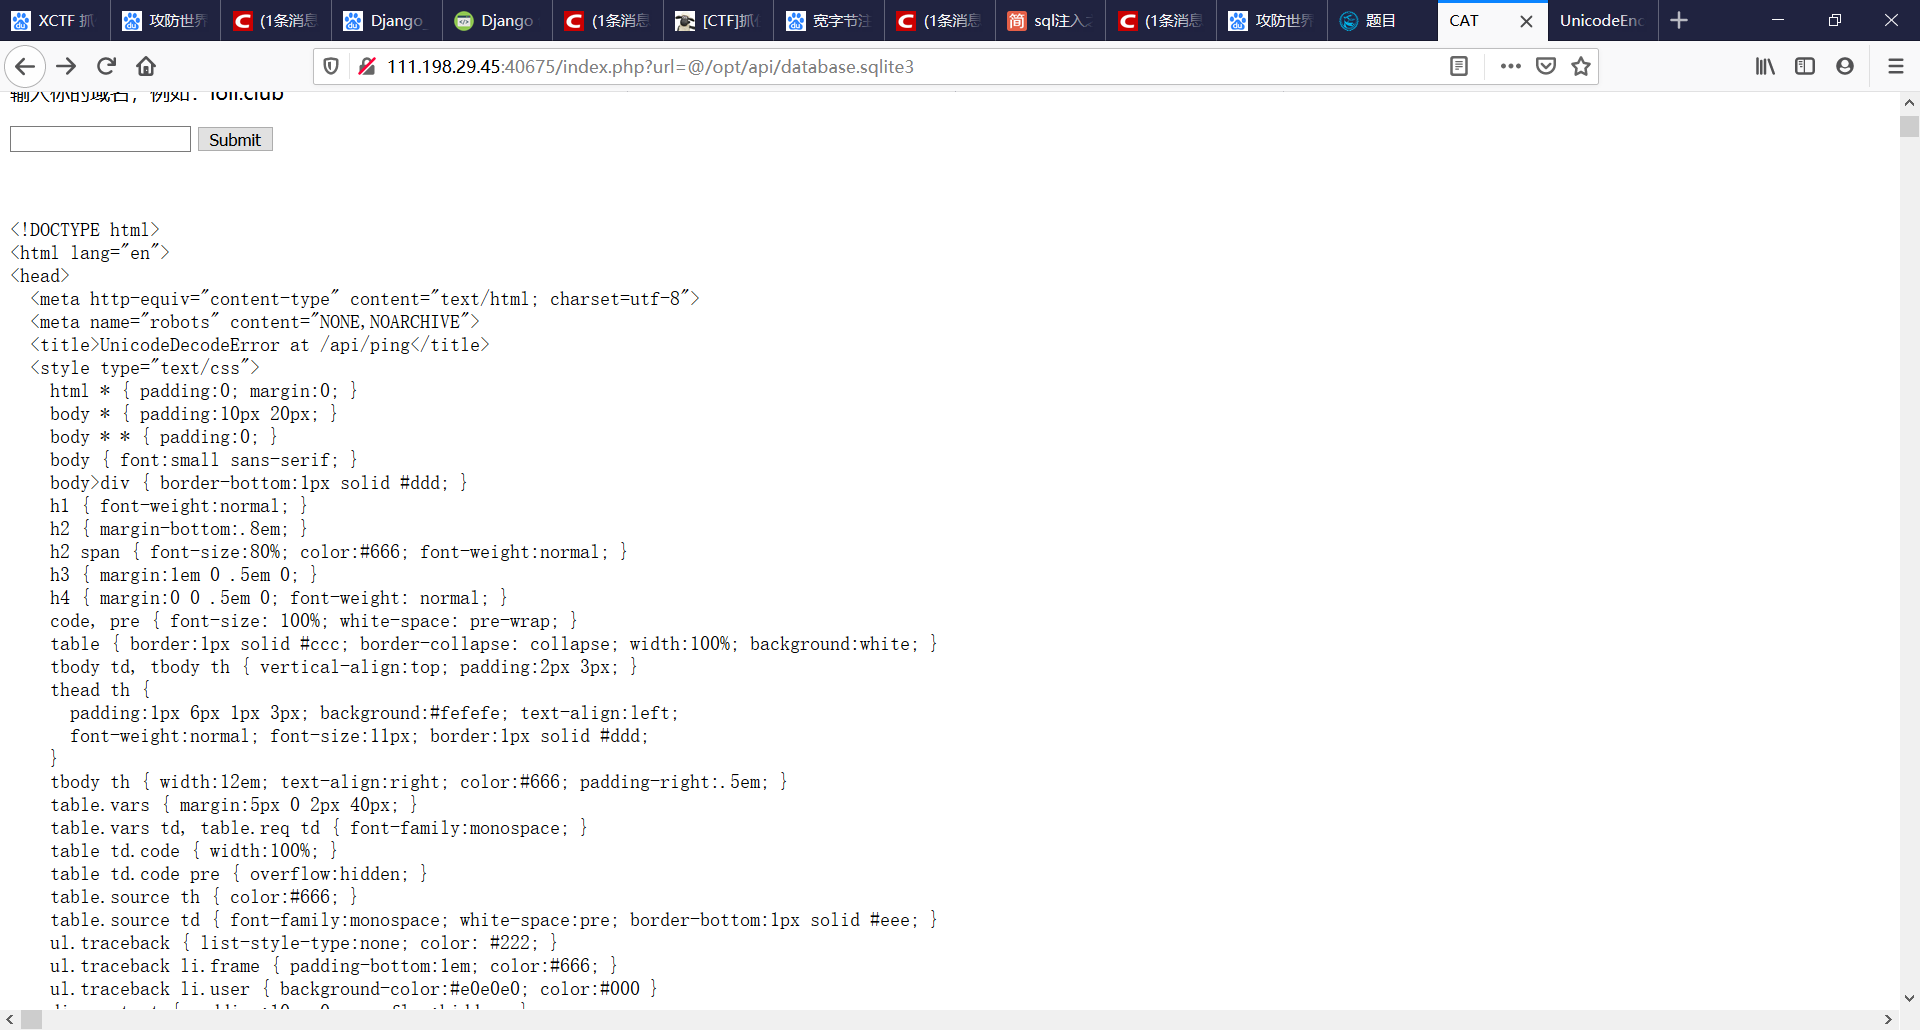 XCTF 抓
攻防世界
(1条消息
Django_
Django
(1条消息
[CTF]抓
宽字节注
(1条消息
sql注入
(1条消息
攻防世界
题目
CAT
UnicodeEnc
111.198.29.45:40675/index.php?url=@/opt/api/database.sqlite3
输入你的域名，例如：loli.club
Submit
<!DOCTYPE html>
<html lang="en">
<head>
<meta http-equiv="content-type" content="text/html; charset=utf-8">
<meta name="robots" content="NONE,NOARCHIVE">
<title>UnicodeDecodeError at /api/ping</title>
<style type="text/css">
html * { padding:0; margin:0; }
body * { padding:10px 20px; }
body * * { padding:0; }
body { font:small sans-serif; }
body>div { border-bottom:1px solid #ddd; }
h1 { font-weight:normal; }
h2 { margin-bottom:.8em; }
h2 span { font-size:80%; color:#666; font-weight:normal; }
h3 { margin:1em 0 .5em 0; }
h4 { margin:0 0 .5em 0; font-weight: normal; }
code, pre { font-size: 100%; white-space: pre-wrap; }
table { border:1px solid #ccc; border-collapse: collapse; width:100%; background:white; }
tbody td, tbody th { vertical-align:top; padding:2px 3px; }
thead th {
padding:1px 6px 1px 3px; background:#fefefe; text-align:left;
font-weight:normal; font-size:11px; border:1px solid #ddd;
}
tbody th { width:12em; text-align:right; color:#666; padding-right:.5em; }
table.vars { margin:5px 0 2px 40px; }
table.vars td, table.req td { font-family:monospace; }
table td.code { width:100%; }
table td.code pre { overflow:hidden; }
table.source th { color:#666; }
table.source td { font-family:monospace; white-space:pre; border-bottom:1px solid #eee; }
ul.traceback { list-style-type:none; color: #222; }
ul.traceback li.frame { padding-bottom:1em; color:#666; }
ul.traceback li.user { background-color:#e0e0e0; color:#000 }